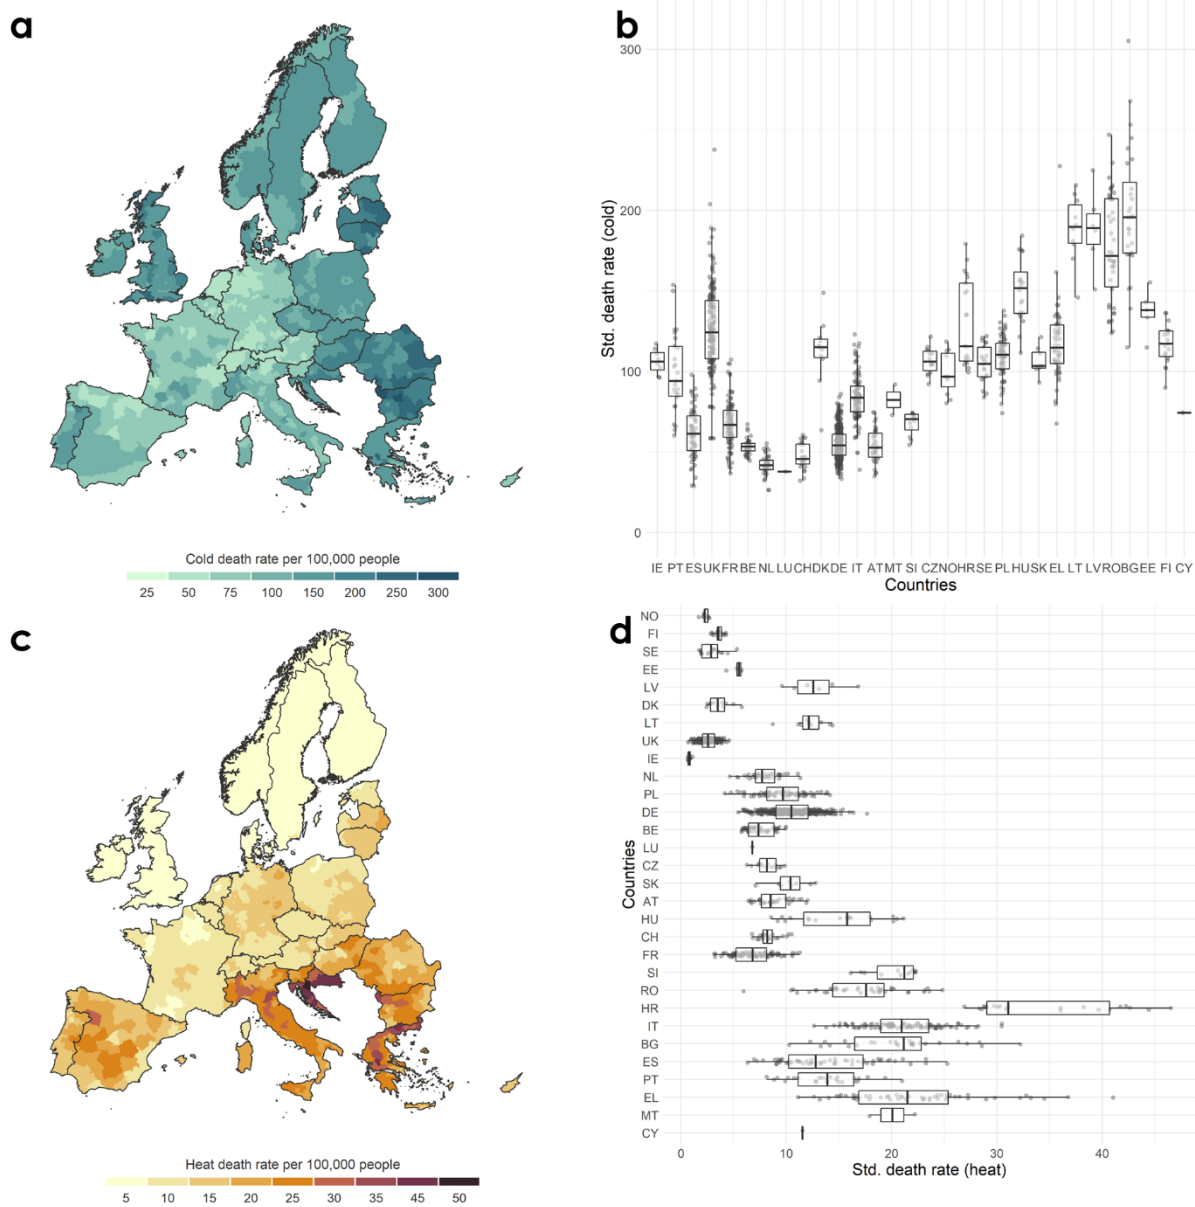 a
Cold death rate per 100,000 people
25 50 75 100 150 200 250 300
b
Std. death rate (cold)
300
200
100
0
IE PT ES UK FR BE NL LU CH DK DE IT AT MT SI CZ NO HR SE PL HU SK EL LT LV RO BG EE FI CY
Countries
c
Heat death rate per 100,000 people
5 10 15 20 25 30 35 45 50
d
Countries
NO
FI
SE
EE
LV
DK
LT
UK
IE
NL
PL
DE
BE
LU
CZ
SK
AT
HU
CH
FR
SI
RO
HR
IT
BG
ES
PT
EL
MT
CY
0 10 20 30 40
Std. death rate (heat)